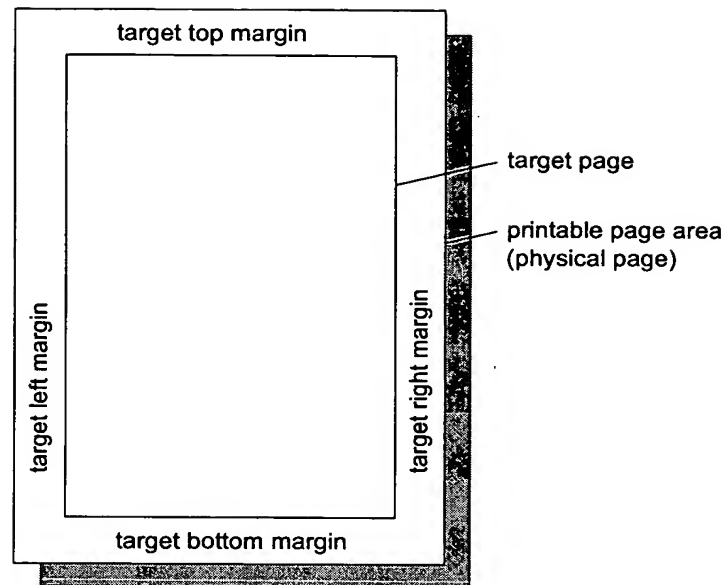 target top margin
target page
printable page area
(physical page)
target left margin
target right margin
target bottom margin